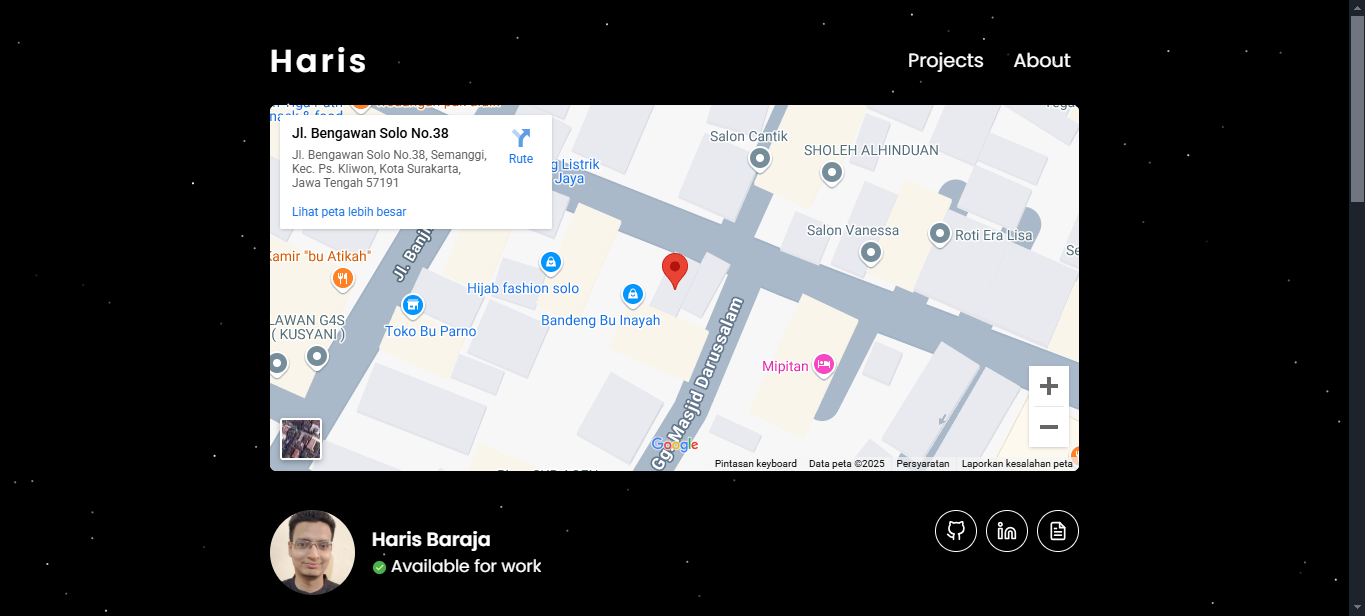 Haris
Projects
About
Jl. Bengawan Solo No.38
Jl. Bengawan Solo No.38, Semanggi,
Kec. Ps. Kliwon, Kota Surakarta,
Jawa Tengah 57191
Rute
Lihat peta lebih besar
Listrik
Jaya
Salon Cantik
SHOLEH ALHINDUAN
Salon Vanessa
Roti Era Lisa
"bu Atikah"
Jl.
Hijab fashion solo
Bandeng Bu Inayah
Toko Bu Parno
G4S
( KUSYANI )
Mipitan
Gg. Masjid Darussalam
Google
Pintasan keyboard
Data peta ©2025
Persyaratan
Laporkan kesalahan peta
Haris Baraja
Available for work